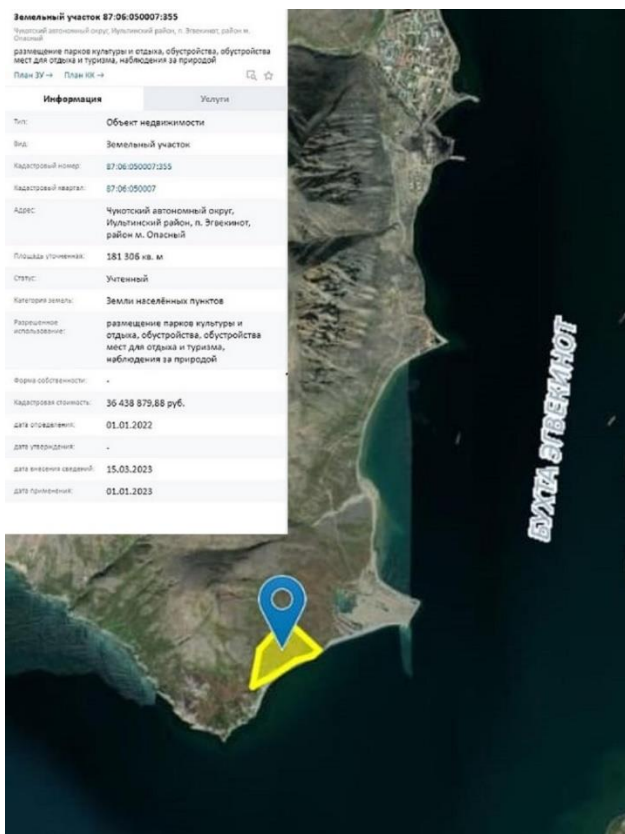 Земельный участок 87:06:050007:355
Чукотский автономный округ, Иультинский район, п. Эгвекинот, район м.
Опасный
размещение парков культуры и отдыха, обустройства, обустройства
мест для отдыха и туризма, наблюдения за природой
План ЗУ → План КК →
Информация Услуги
Тип: Объект недвижимости
Вид: Земельный участок
Кадастровый номер: 87:06:050007:355
Кадастровый квартал: 87:06:050007
Адрес: Чукотский автономный округ,
Иультинский район, п. Эгвекинот,
район м. Опасный
Площадь уточненная: 181 306 кв. м
Статус: Учтенный
Категория земель: Земли населённых пунктов
Разрешенное
использование: размещение парков культуры и
отдыха, обустройства, обустройства
мест для отдыха и туризма,
наблюдения за природой
Форма собственности: -
Кадастровая стоимость: 36 438 879,88 руб.
дата определения: 01.01.2022
дата утверждения: -
дата внесения сведений: 15.03.2023
дата применения: 01.01.2023
БУХТА ЭГВЕКИНОТ